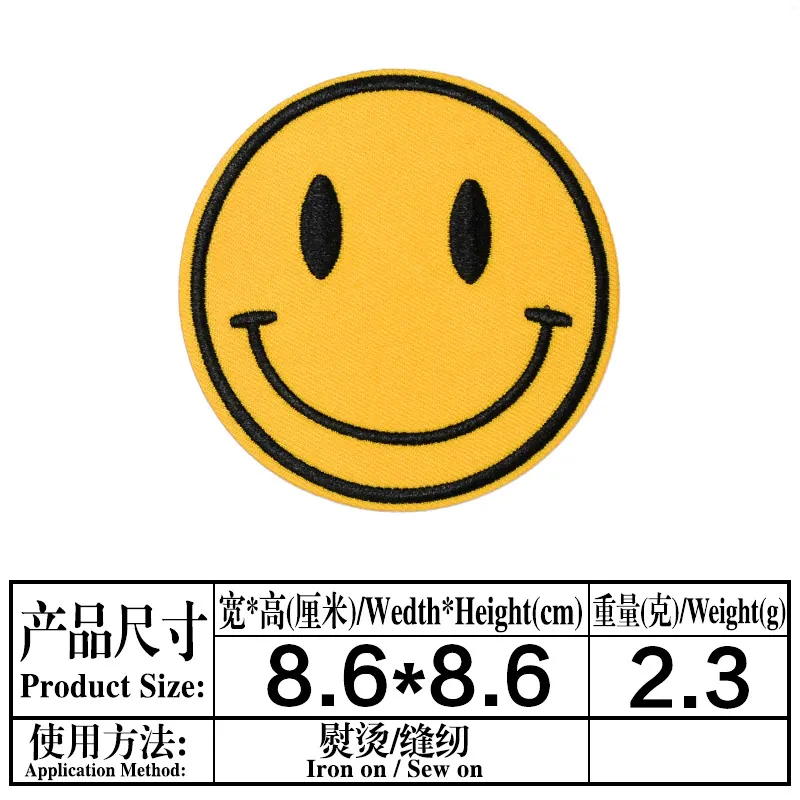 产品尺寸
Product Size:
宽*高(厘米)/Wedth*Height(cm)
重量(克)/Weight(g)
8.6*8.6
2.3
使用方法:
Application Method:
熨烫/缝纫
Iron on / Sew on